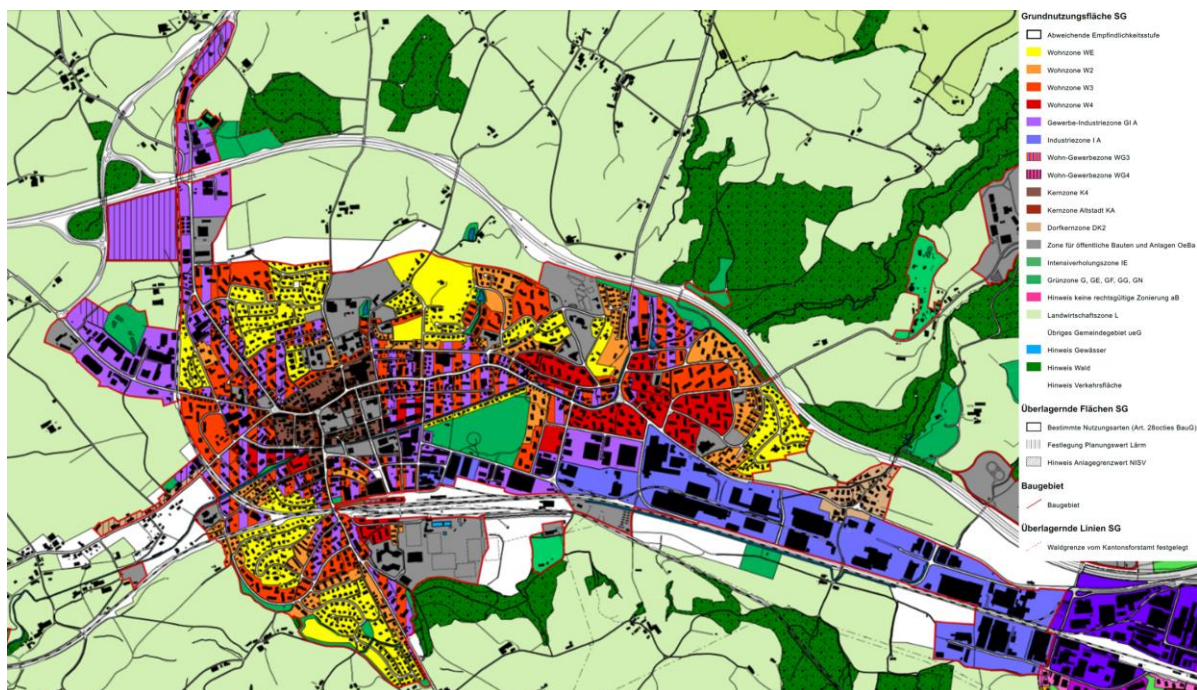 Grundnutzungsfläche SG
Abweichende Empfindlichkeitsstufe
Wohnzone WE
Wohnzone W2
Wohnzone W3
Wohnzone W4
Gewerbe-Industriezone GI A
Industriezone I A
Wohn-Gewerbezone WG3
Wohn-Gewerbezone WG4
Kernzone K4
Kernzone Altstadt KA
Dorfkernzone DK2
Zone für öffentliche Bauten und Anlagen OeBa
Intensiverholungszone IE
Grünzone G, GE, GF, GG, GN
Hinweis keine rechtsgültige Zonierung aB
Landwirtschaftszone L
Übriges Gemeindegebiet ueG
Hinweis Gewässer
Hinweis Wald
Hinweis Verkehrsfläche
Überlagernde Flächen SG
Bestimmte Nutzungsarten (Art. 28octies BauG)
Festlegung Planungswert Lärm
Hinweis Anlagegrenzwert NISV
Baugebiet
Baugebiet
Überlagernde Linien SG
Waldgrenze vom Kantonsforstamt festgelegt